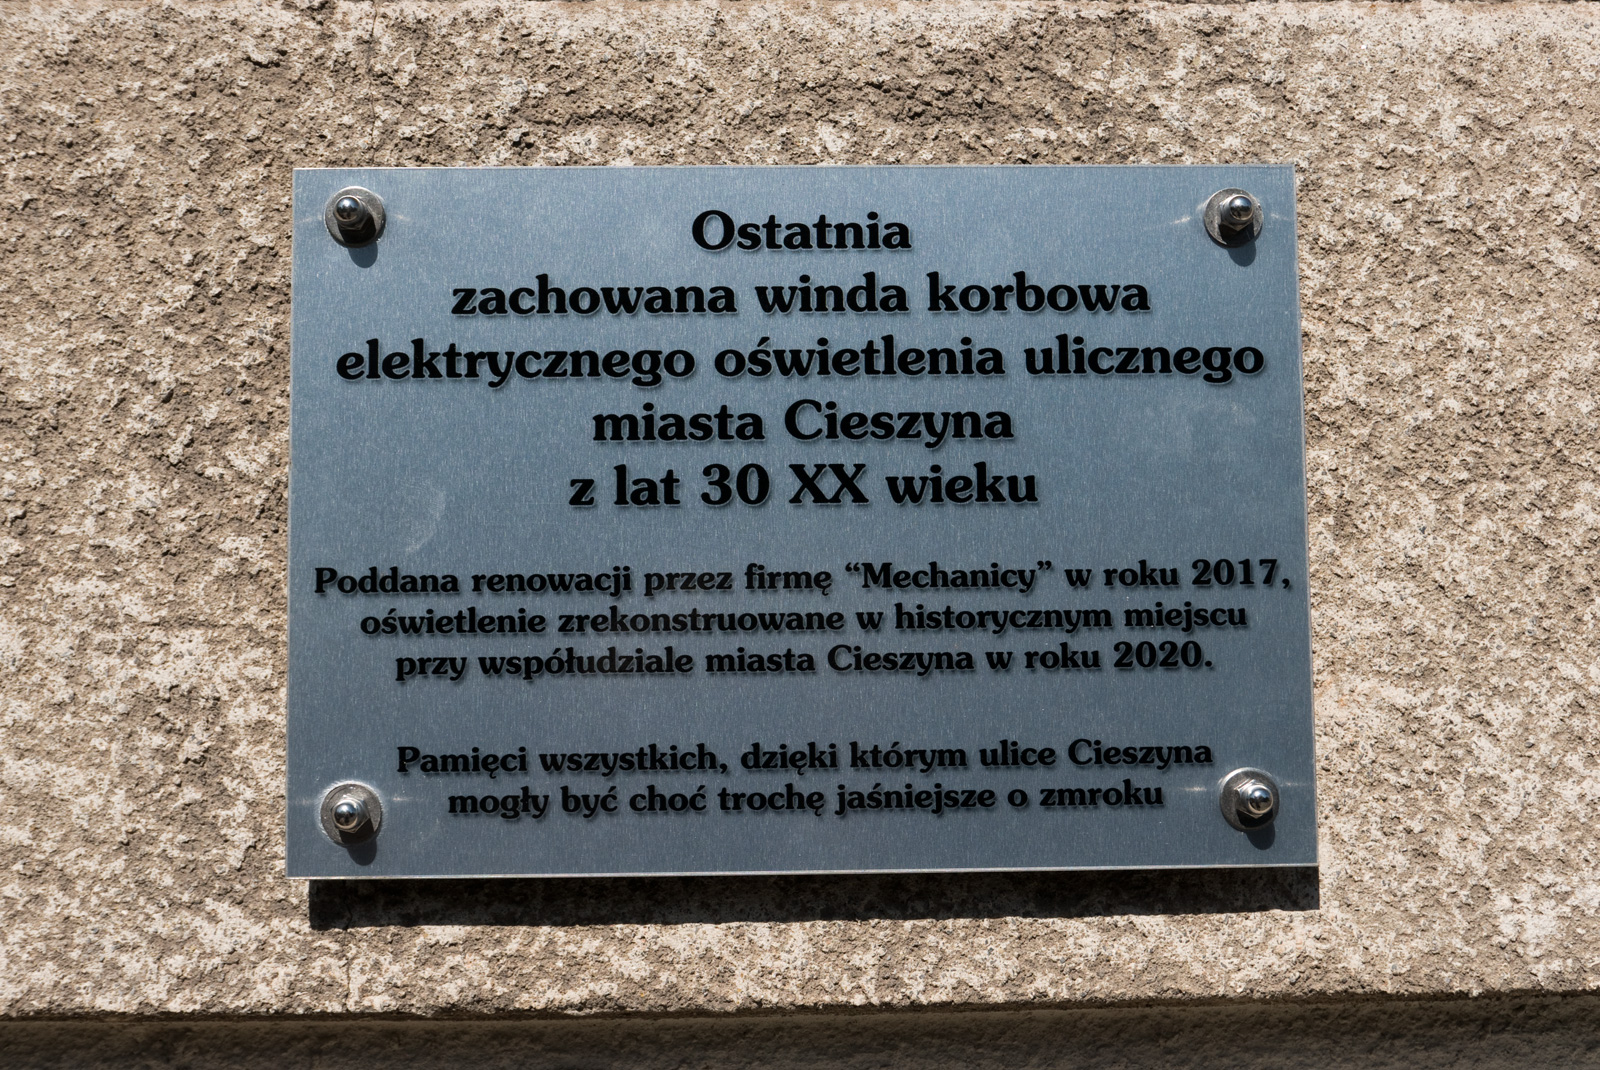 Ostatnia
zachowana winda korbowa
elektrycznego oświetlenia ulicznego
miasta Cieszyna
z lat 30 XX wieku
Poddana renowacji przez firmę “Mechanicy” w roku 2017,
oświetlenie zrekonstruowane w historycznym miejscu
przy współudziale miasta Cieszyna w roku 2020.
Pamięci wszystkich, dzięki którym ulice Cieszyna
mogły być choć trochę jaśniejsze o zmroku